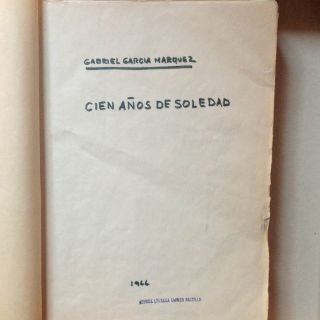 GABRIEL GARCIA MARQUEZ
CIEN AÑOS DE SOLEDAD
1966